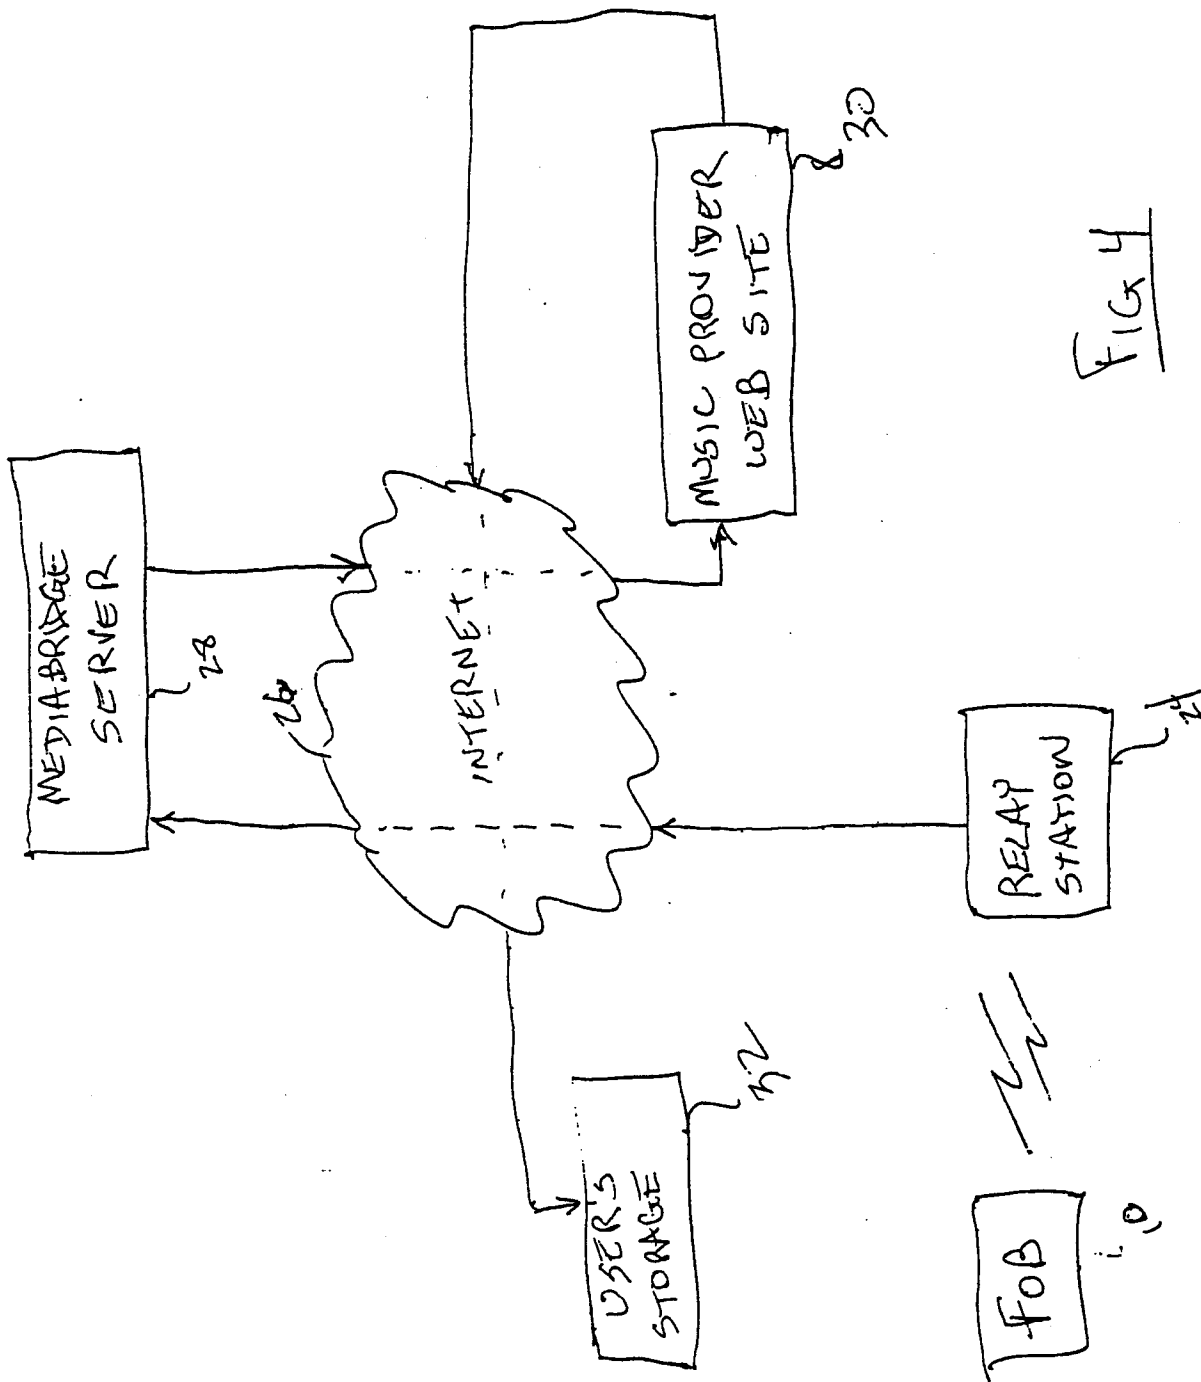 MEDIABRIDGE
SERVER
28
26
INTERNET
MUSIC PROVIDER
WEB SITE
30
USER'S
STORAGE
32
RELAY
STATION
24
FOB
10
FIG 4